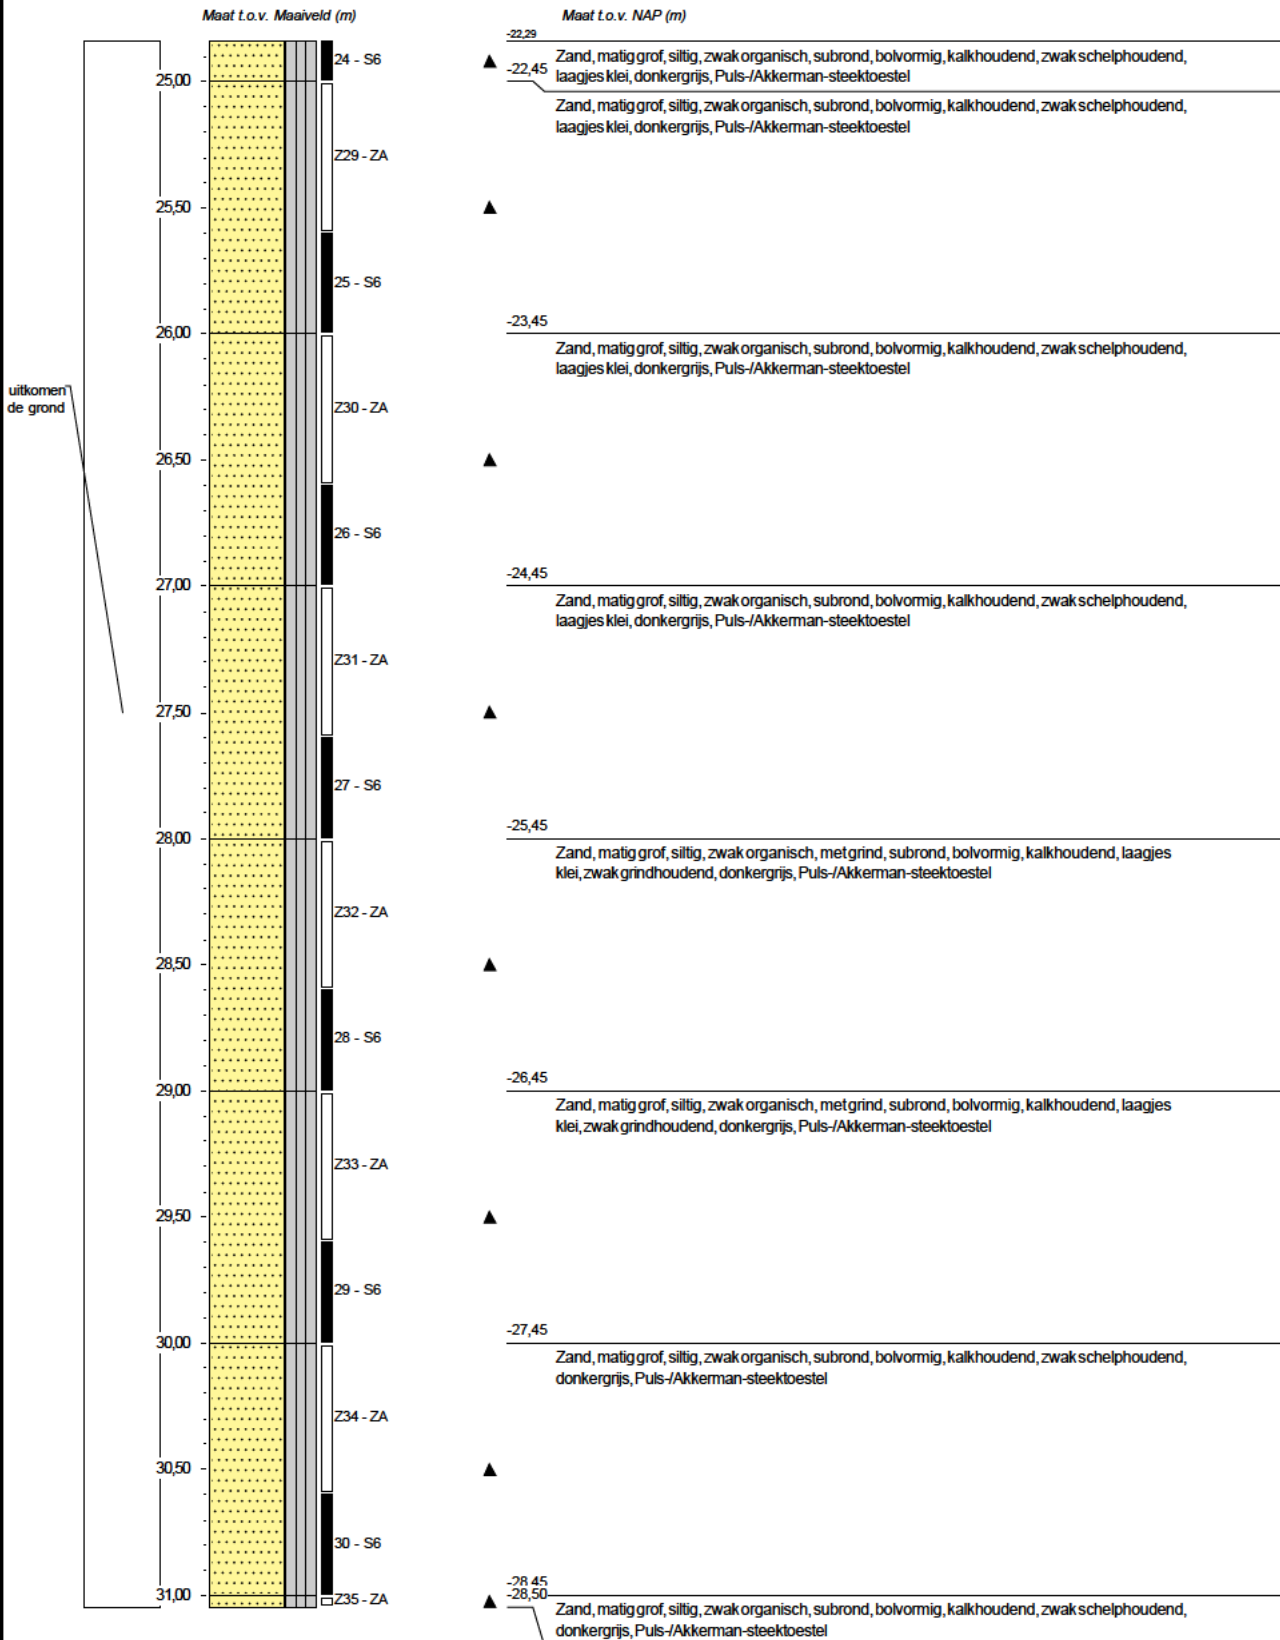 Maat t.o.v. Maaiveld (m)
Maat t.o.v. NAP (m)
-22,29
24 - S6
Zand, matig grof, siltig, zwak organisch, subrond, bolvormig, kalkhoudend, zwak schelphoudend,
laagjes klei, donkergrijs, Puls-/Akkerman-steektoestel
25,00
-22,45
Zand, matig grof, siltig, zwak organisch, subrond, bolvormig, kalkhoudend, zwak schelphoudend,
laagjes klei, donkergrijs, Puls-/Akkerman-steektoestel
Z29 - ZA
25,50
25 - S6
26,00
-23,45
Zand, matig grof, siltig, zwak organisch, subrond, bolvormig, kalkhoudend, zwak schelphoudend,
laagjes klei, donkergrijs, Puls-/Akkerman-steektoestel
uitkomen
de grond
Z30 - ZA
26,50
26 - S6
27,00
-24,45
Zand, matig grof, siltig, zwak organisch, subrond, bolvormig, kalkhoudend, zwak schelphoudend,
laagjes klei, donkergrijs, Puls-/Akkerman-steektoestel
Z31 - ZA
27,50
27 - S6
28,00
-25,45
Zand, matig grof, siltig, zwak organisch, met grind, subrond, bolvormig, kalkhoudend, laagjes
klei, zwak grindhoudend, donkergrijs, Puls-/Akkerman-steektoestel
Z32 - ZA
28,50
28 - S6
29,00
-26,45
Zand, matig grof, siltig, zwak organisch, met grind, subrond, bolvormig, kalkhoudend, laagjes
klei, zwak grindhoudend, donkergrijs, Puls-/Akkerman-steektoestel
Z33 - ZA
29,50
29 - S6
30,00
-27,45
Zand, matig grof, siltig, zwak organisch, subrond, bolvormig, kalkhoudend, zwak schelphoudend,
donkergrijs, Puls-/Akkerman-steektoestel
Z34 - ZA
30,50
30 - S6
31,00
-28,45
-28,50
Z35 - ZA
Zand, matig grof, siltig, zwak organisch, subrond, bolvormig, kalkhoudend, zwak schelphoudend,
donkergrijs, Puls-/Akkerman-steektoestel